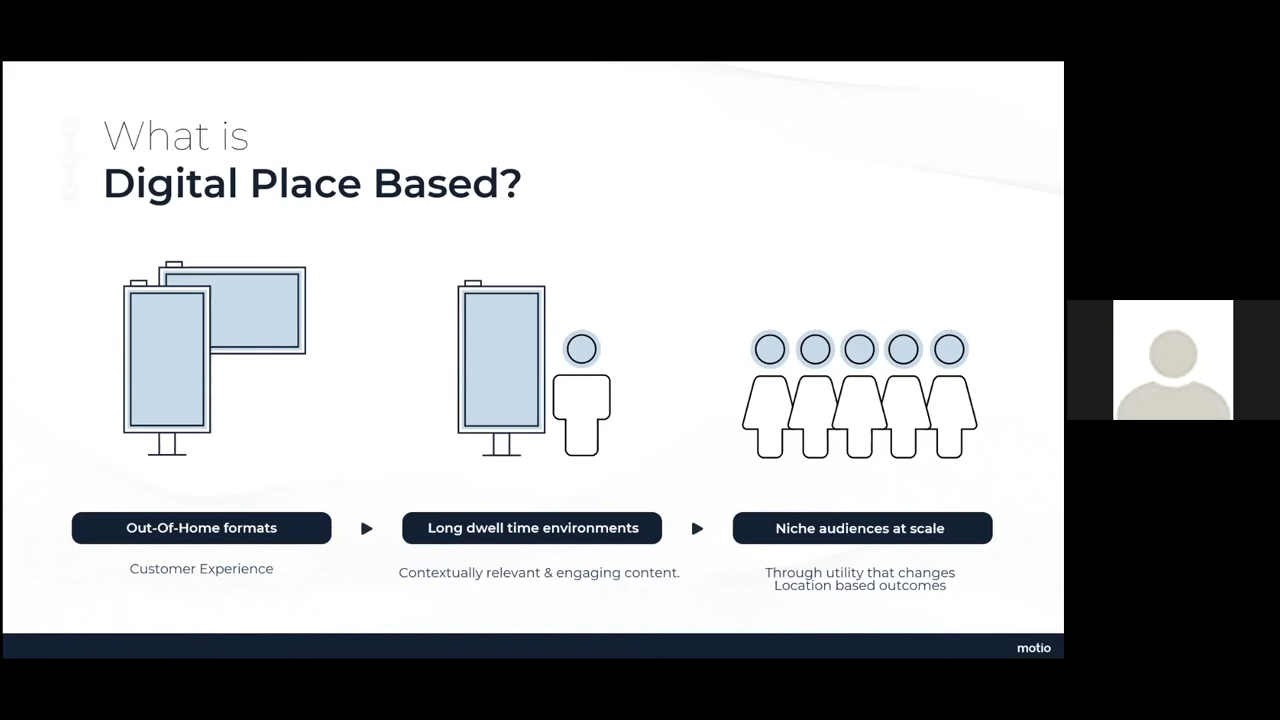 What is
Digital Place Based?
Out-Of-Home formats
Long dwell time environments
Niche audiences at scale
Customer Experience
Contextually relevant & engaging content.
Through utility that changes
Location based outcomes
motio